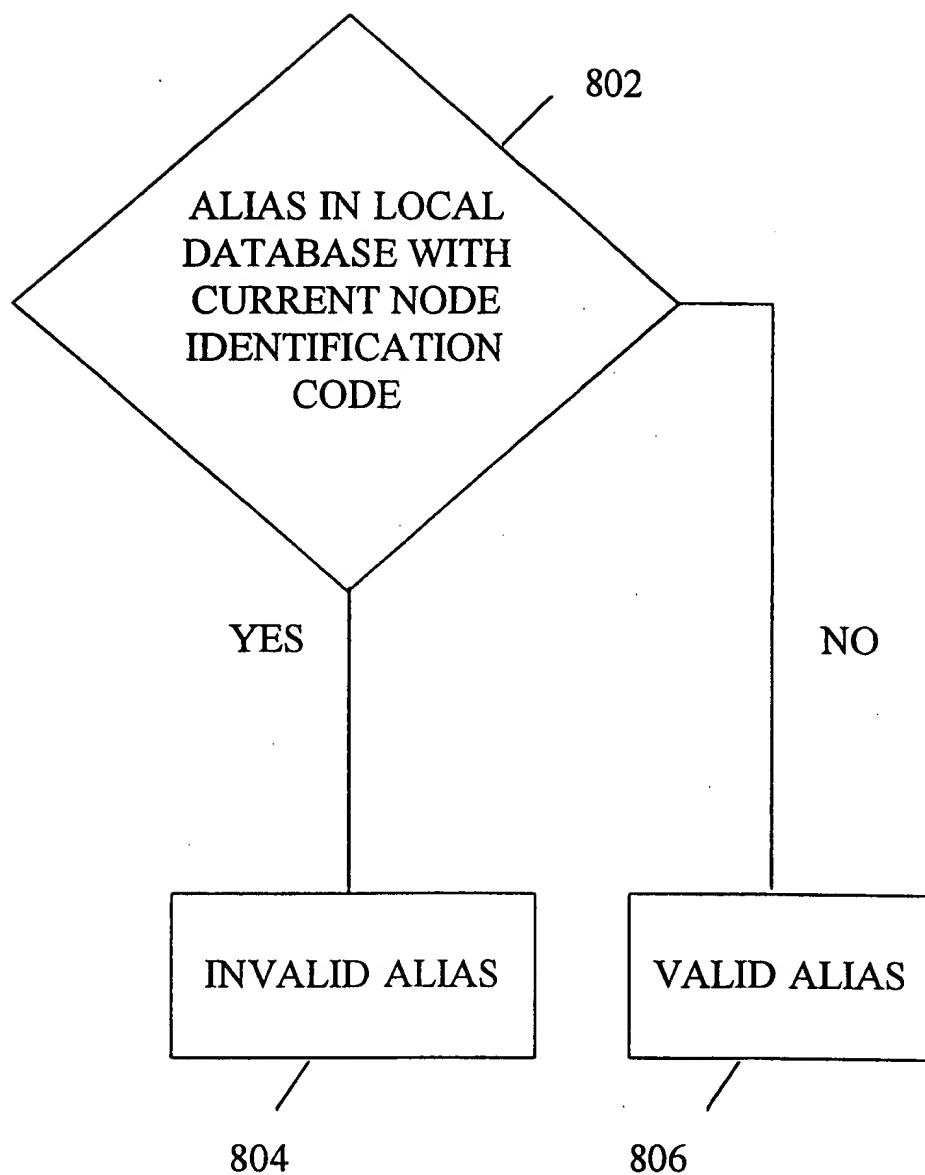 802
ALIAS IN LOCAL
DATABASE WITH
CURRENT NODE
IDENTIFICATION
CODE
YES
NO
INVALID ALIAS
VALID ALIAS
804
806